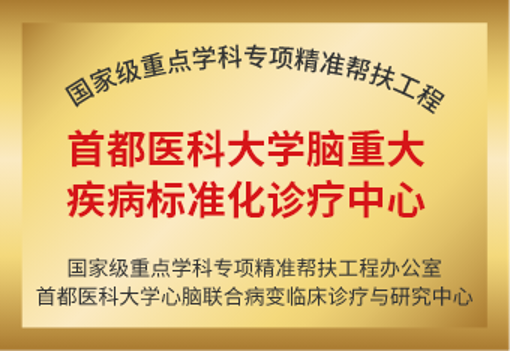 国家级重点学科专项精准帮扶工程
首都医科大学脑重大
疾病标准化诊疗中心
国家级重点学科专项精准帮扶工程办公室
首都医科大学心脑联合病变临床诊疗与研究中心